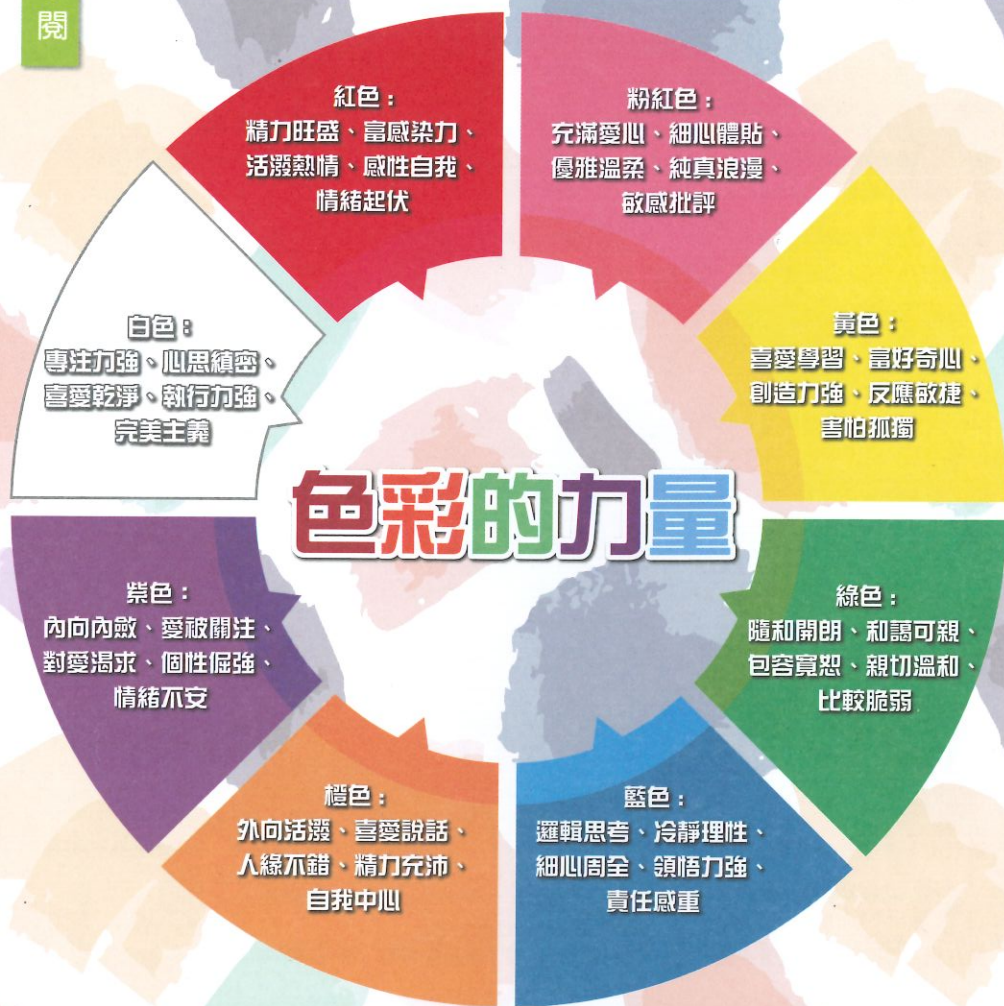 閱
紅色：
精力旺盛、富感染力、
活潑熱情、感性自我、
情緒起伏
粉紅色：
充滿愛心、細心體貼、
優雅溫柔、純真浪漫、
敏感批評
黃色：
喜愛學習、富好奇心、
創造力強、反應敏捷、
害怕孤獨
綠色：
隨和開朗、和藹可親、
包容寬恕、親切溫和、
比較脆弱
藍色：
邏輯思考、冷靜理性、
細心周全、領悟力強、
責任感重
橙色：
外向活潑、喜愛說話、
人緣不錯、精力充沛、
自我中心
紫色：
內向內斂、愛被關注、
對愛渴求、個性倔強、
情緒不安
白色：
專注力強、心思縝密、
喜愛乾淨、執行力強、
完美主義
色彩的力量